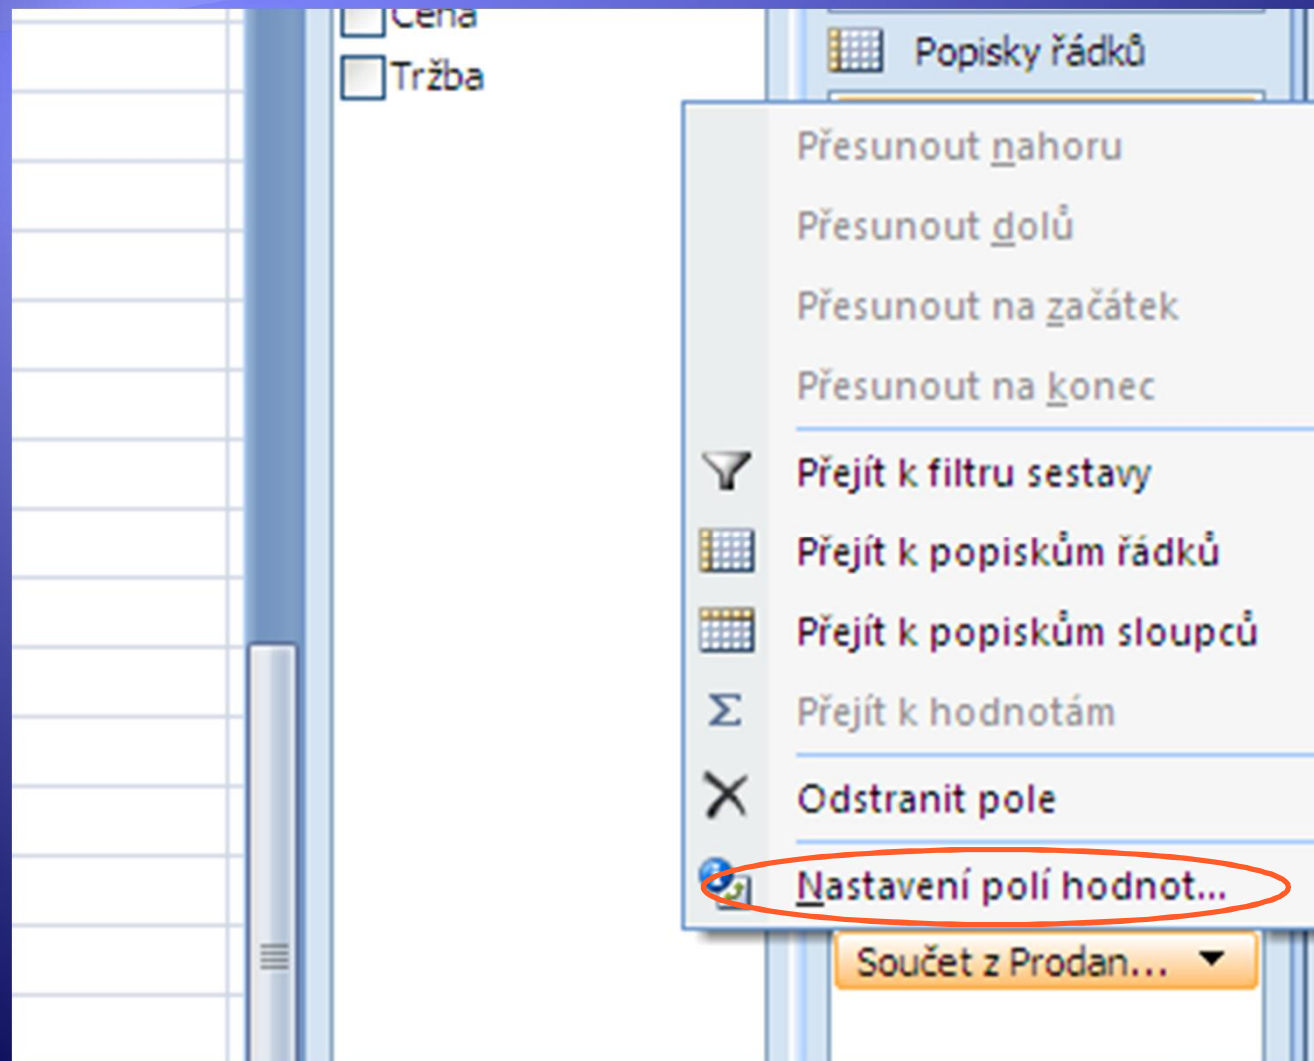 Cena
Tržba
Popisky řádků
Přesunout nahoru
Přesunout dolů
Přesunout na začátek
Přesunout na konec
Přejít k filtru sestavy
Přejít k popiskům řádků
Přejít k popiskům sloupců
Σ Přejít k hodnotám
Odstranit pole
Nastavení polí hodnot...
Součet z Prodan...